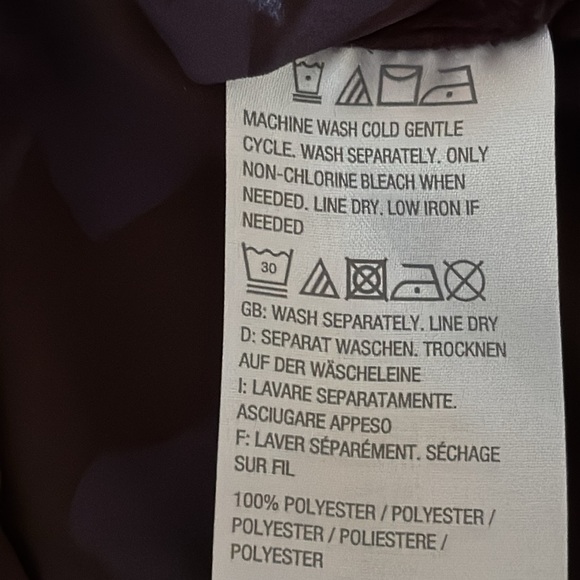 MACHINE WASH COLD GENTLE
CYCLE. WASH SEPARATELY. ONLY
NON-CHLORINE BLEACH WHEN
NEEDED. LINE DRY. LOW IRON IF
NEEDED
30
GB: WASH SEPARATELY. LINE DRY
D: SEPARAT WASCHEN. TROCKNEN
AUF DER WÄSCHELEINE
I: LAVARE SEPARATAMENTE.
ASCIUGARE APPESO
F: LAVER SÉPARÉMENT. SÉCHAGE
SUR FIL
100% POLYESTER / POLYESTER /
POLYESTER / POLIESTERE /
POLYESTER